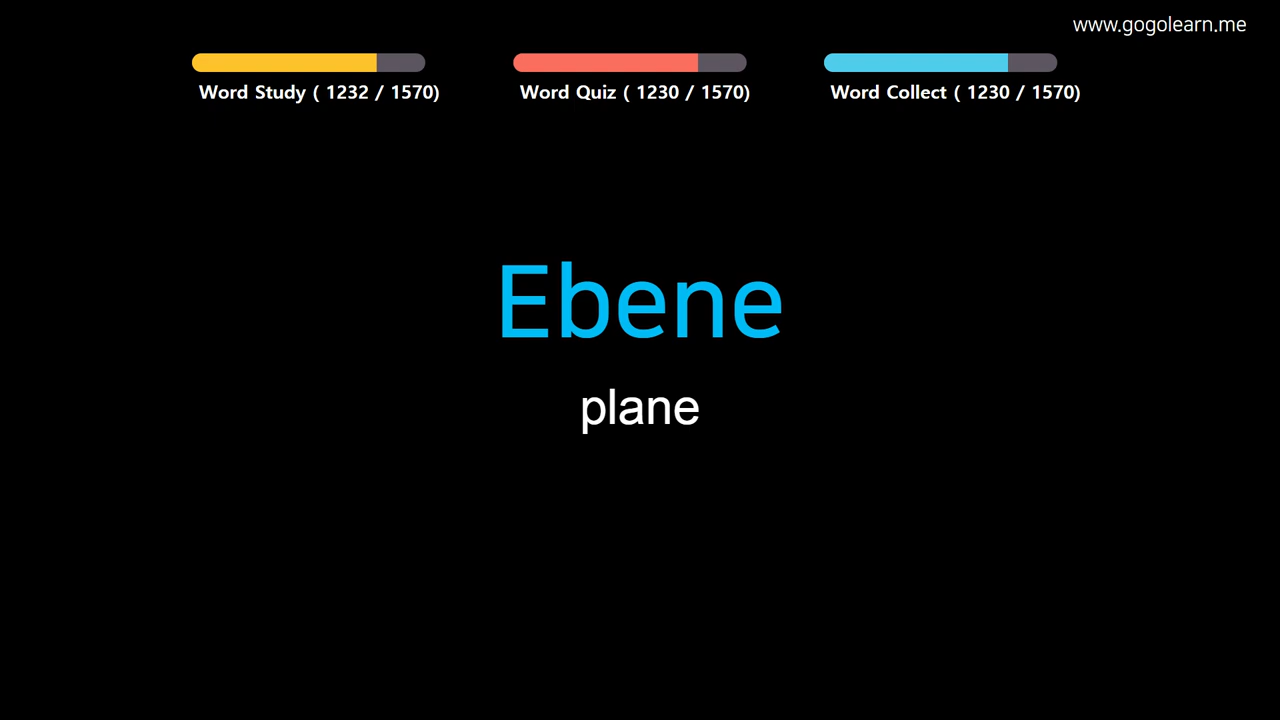 www.gogolearn.me
Word Study ( 1232 / 1570)
Word Quiz ( 1230 / 1570)
Word Collect ( 1230 / 1570)
Ebene
plane